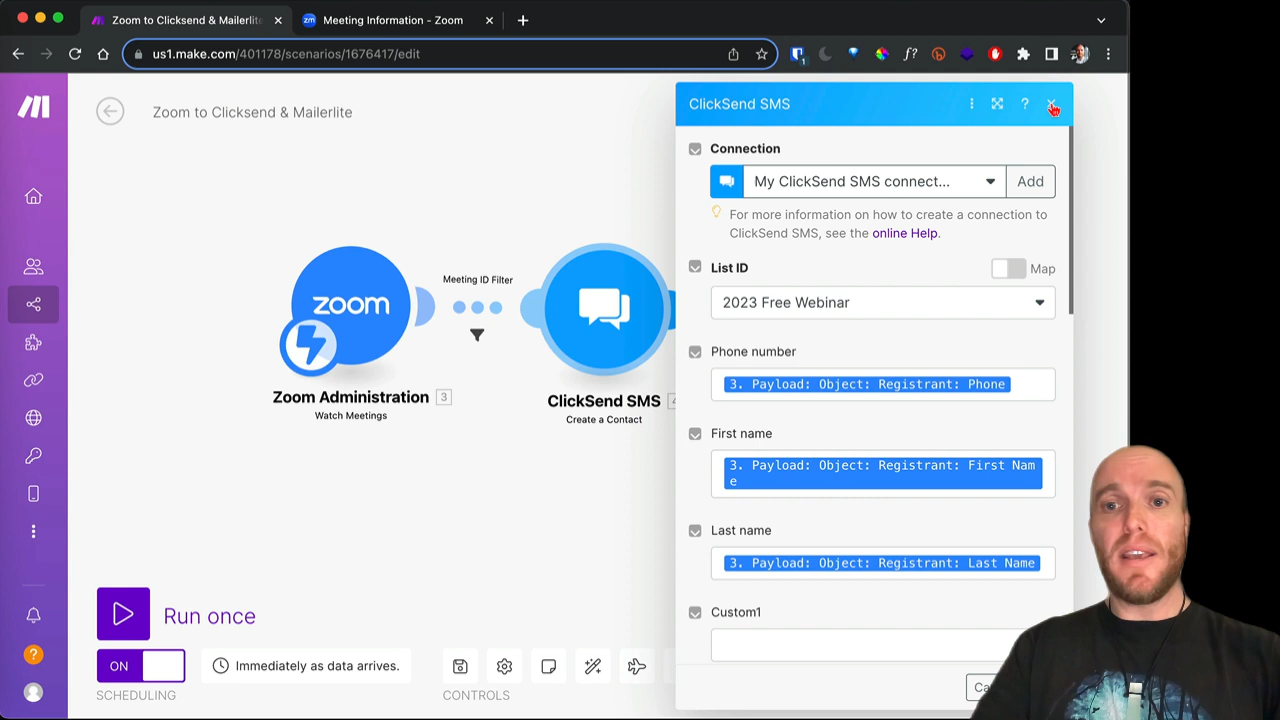 Zoom to Clicksend & Mailerlite
zm
Meeting Information - Zoom
us1.make.com/401178/scenarios/1676417/edit
f?
1
Zoom to Clicksend & Mailerlite
ClickSend SMS
?
Connection
My ClickSend SMS connect...
Add
For more information on how to create a connection to
ClickSend SMS, see the online Help.
List ID
Map
2023 Free Webinar
Phone number
3. Payload: Object: Registrant: Phone
First name
3. Payload: Object: Registrant: First Nam
e
Last name
3. Payload: Object: Registrant: Last Name
Custom1
zoom
Meeting ID Filter
Zoom Administration 3
Watch Meetings
ClickSend SMS
Create a Contact
Run once
ON
Immediately as data arrives.
SCHEDULING
CONTROLS
?